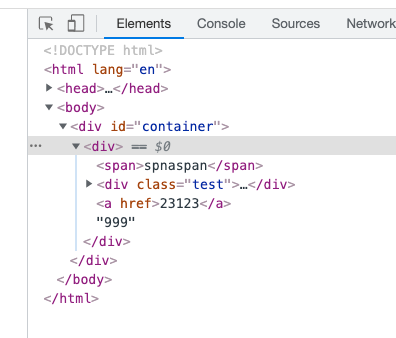 Elements Console Sources Network
<!DOCTYPE html>
<html lang="en">
<head>…</head>
<body>
<div id="container">
… <div> == $0
<span>spnaspan</span>
<div class="test">…</div>
<a href>23123</a>
"999"
</div>
</div>
</body>
</html>